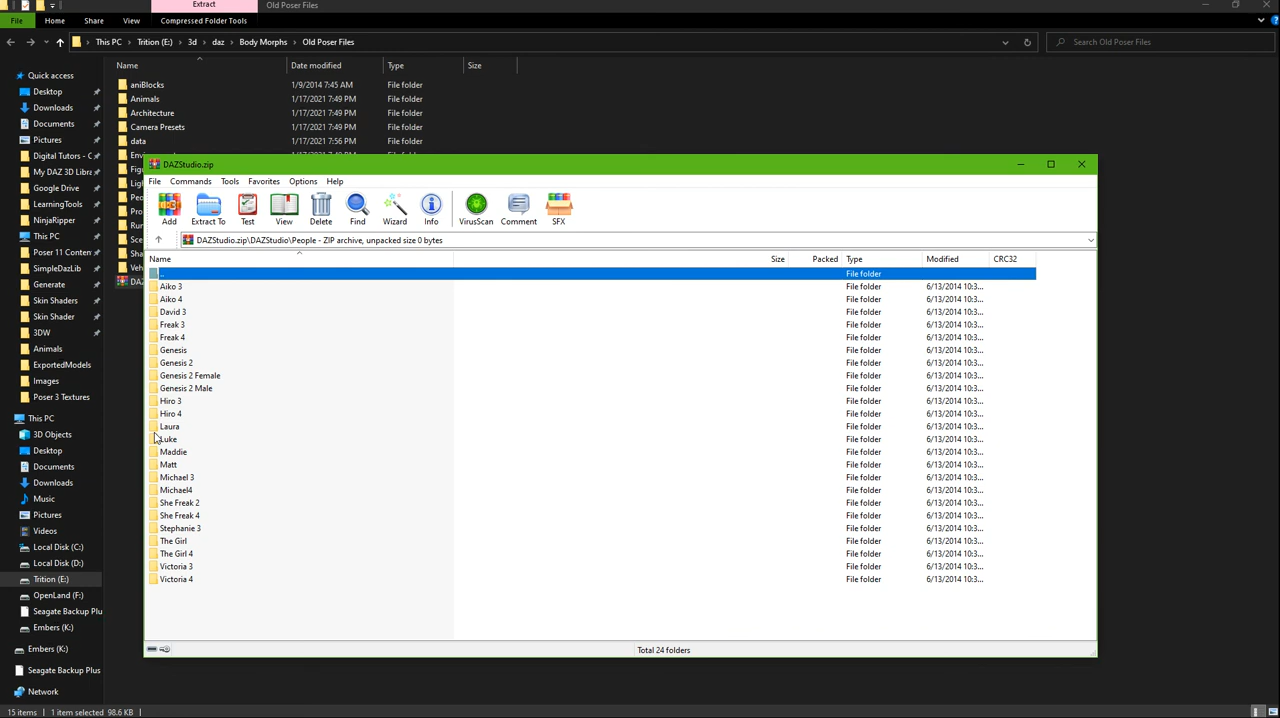 Extract
Old Poser Files
File Home Share View Compressed Folder Tools
This PC Trition (E:) 3d daz Body Morphs Old Poser Files
Search Old Poser Files
Name Date modified Type Size
Quick access
Desktop
Downloads
Documents
Pictures
Digital Tutors - C
My DAZ 3D Libra
Google Drive
LearningTools
NinjaRipper
This PC
Poser 11 Conten
SimpleDazLib
Generate
Skin Shaders
Skin Shader
3DW
Animals
ExportedModels
Images
Poser 3 Textures
This PC
3D Objects
Desktop
Documents
Downloads
Music
Pictures
Videos
Local Disk (C:)
Local Disk (D:)
Trition (E:)
OpenLand (F:)
Seagate Backup Plu
Embers (K:)
Embers (K:)
Seagate Backup Plus
Network
aniBlocks 1/9/2014 7:45 AM File folder
Animals 1/17/2021 7:49 PM File folder
Architecture 1/17/2021 7:49 PM File folder
Camera Presets 1/17/2021 7:49 PM File folder
data 1/17/2021 7:56 PM File folder
Fig
Lig
Pe
Pro
Ru
Sce
Sha
Veh
DA
DAZStudio.zip
File Commands Tools Favorites Options Help
Add Extract To Test View Delete Find Wizard Info VirusScan Comment SFX
DAZStudio.zip\DAZStudio\People - ZIP archive, unpacked size 0 bytes
Name Size Packed Type Modified CRC32
.. File folder
Aiko 3 File folder 6/13/2014 10:3...
Aiko 4 File folder 6/13/2014 10:3...
David 3 File folder 6/13/2014 10:3...
Freak 3 File folder 6/13/2014 10:3...
Freak 4 File folder 6/13/2014 10:3...
Genesis File folder 6/13/2014 10:3...
Genesis 2 File folder 6/13/2014 10:3...
Genesis 2 Female File folder 6/13/2014 10:3...
Genesis 2 Male File folder 6/13/2014 10:3...
Hiro 3 File folder 6/13/2014 10:3...
Hiro 4 File folder 6/13/2014 10:3...
Laura File folder 6/13/2014 10:3...
Luke File folder 6/13/2014 10:3...
Maddie File folder 6/13/2014 10:3...
Matt File folder 6/13/2014 10:3...
Michael 3 File folder 6/13/2014 10:3...
Michael4 File folder 6/13/2014 10:3...
She Freak 2 File folder 6/13/2014 10:3...
She Freak 4 File folder 6/13/2014 10:3...
Stephanie 3 File folder 6/13/2014 10:3...
The Girl File folder 6/13/2014 10:3...
The Girl 4 File folder 6/13/2014 10:3...
Victoria 3 File folder 6/13/2014 10:3...
Victoria 4 File folder 6/13/2014 10:3...
Total 24 folders
15 items 1 item selected 98.6 KB